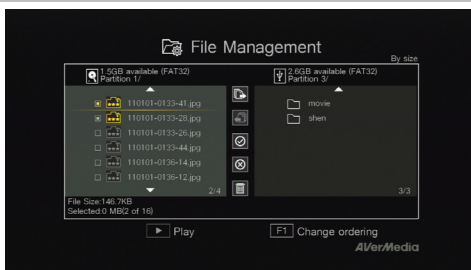 File Management
By size
1.5GB available (FAT32)
Partition 1/
2.6GB available (FAT32)
Partition 3/
110101-0133-41.jpg
110101-0133-28.jpg
110101-0133-26.jpg
110101-0133-44.jpg
110101-0136-14.jpg
110101-0136-12.jpg
2/4
movie
shen
3/3
File Size:146.7KB
Selected:0 MB(2 of 16)
Play
F1 Change ordering
AVerMedia